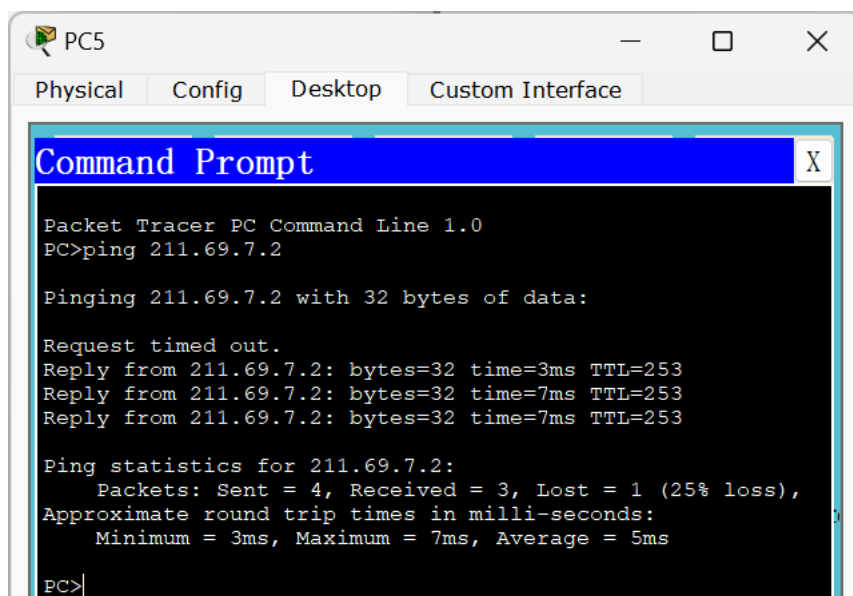 PC5
Physical Config Desktop Custom Interface
Command Prompt X
Packet Tracer PC Command Line 1.0
PC>ping 211.69.7.2
Pinging 211.69.7.2 with 32 bytes of data:
Request timed out.
Reply from 211.69.7.2: bytes=32 time=3ms TTL=253
Reply from 211.69.7.2: bytes=32 time=7ms TTL=253
Reply from 211.69.7.2: bytes=32 time=7ms TTL=253
Ping statistics for 211.69.7.2:
Packets: Sent = 4, Received = 3, Lost = 1 (25% loss),
Approximate round trip times in milli-seconds:
Minimum = 3ms, Maximum = 7ms, Average = 5ms
PC>